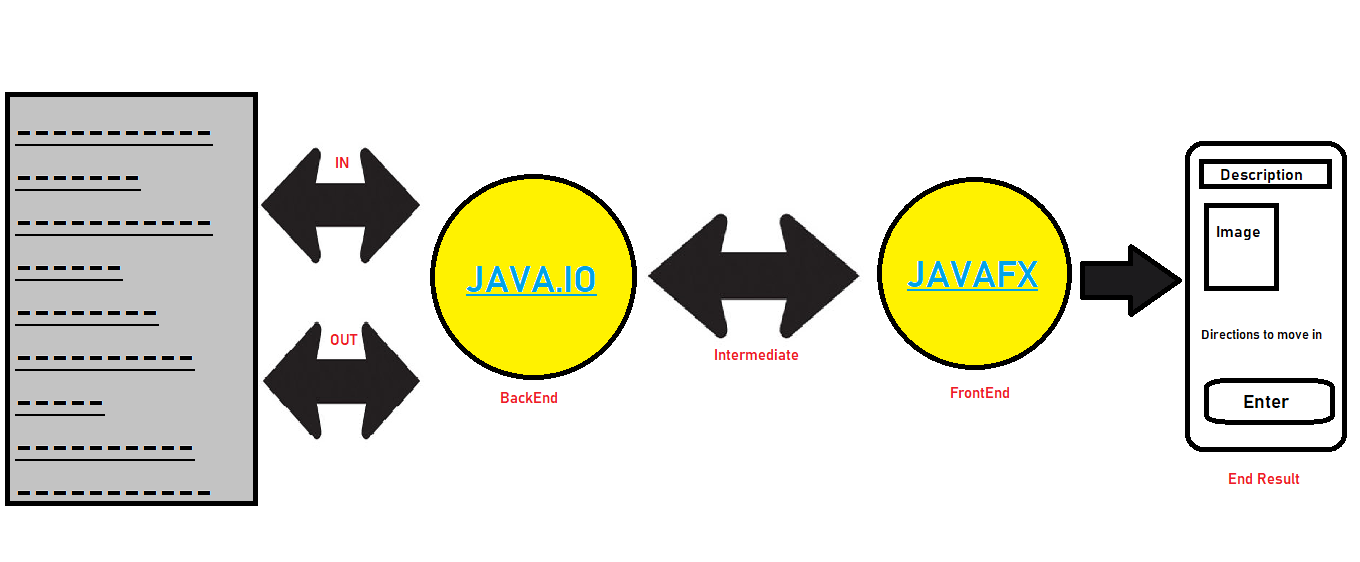 IN
OUT
JAVA.IO
BackEnd
Intermediate
JAVAFX
FrontEnd
Description
Image
Directions to move in
Enter
End Result